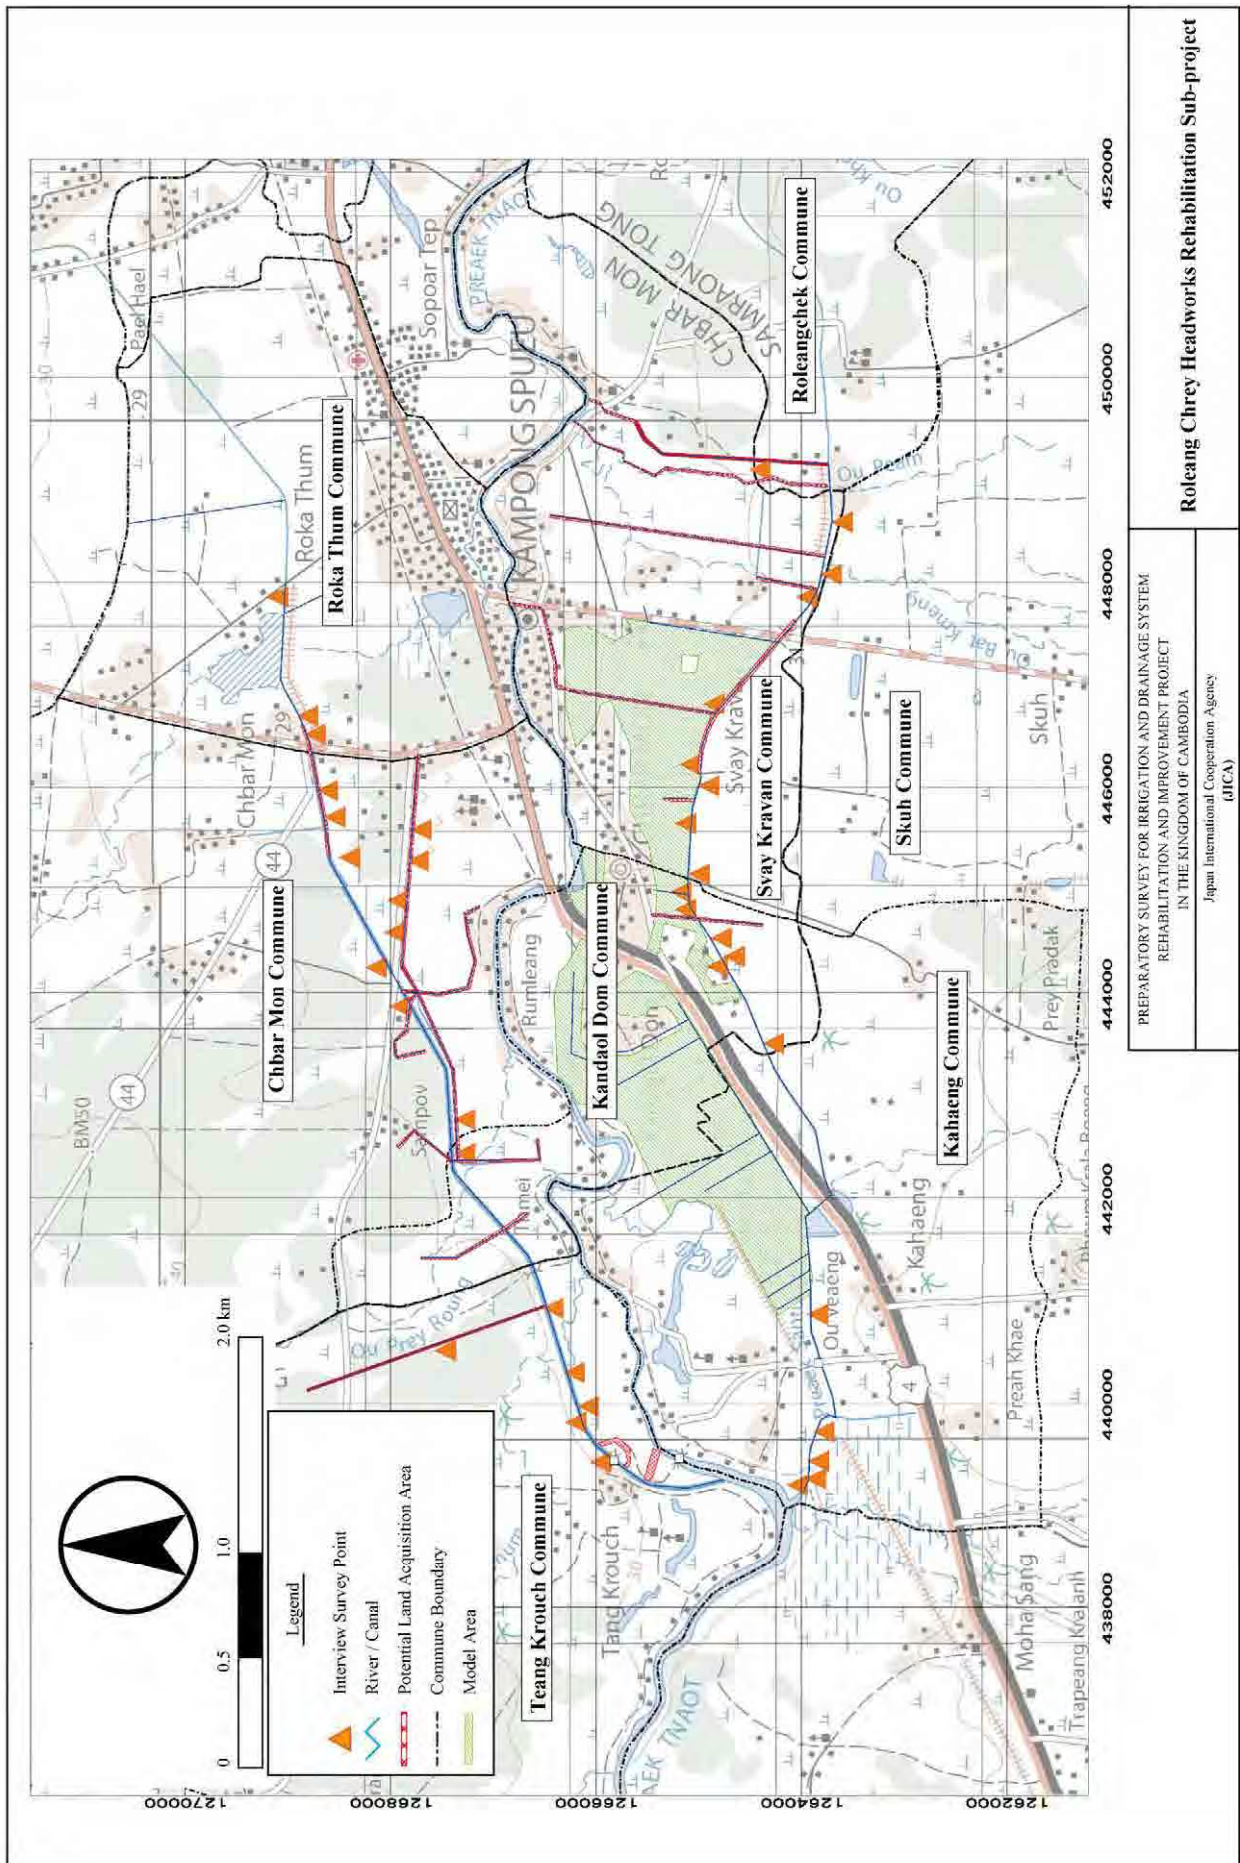 Roleang Chrey Headworks Rehabilitation Sub-project
PREPARATORY SURVEY FOR IRRIGATION AND DRAINAGE SYSTEM
REHABILITATION AND IMPROVEMENT PROJECT
IN THE KINGDOM OF CAMBODIA
Japan International Cooperation Agency
(JICA)
0
0.5
1.0
2.0 km
Legend
Interview Survey Point
River / Canal
Potential Land Acquisition Area
Commune Boundary
Model Area
Chbar Mon Commune
Roka Thum Commune
Teang Krouch Commune
Kandaol Dom Commune
Svay Kravan Commune
Roleangchek Commune
Skuh Commune
Kahaeng Commune
BM50
44
44
Chbar Mon
29
Pael Hael
29
Roka Thum
Sampov
Rumleang
Sopoar Tep
PREAEK TNAOT
KAMPONG SPUEU
CHBAR MON
SAMRAONG TONG
Ou Prey Roung
Tang Krouch
30
Svay Krav
Ou Veaeng
Kahaeng
4
Skuh
Ou Bat Kmeng
Prey Pradak
Preah Khae
Moha Sang
Trapeang Kralanh
AEK TNAOT
1270000
1268000
1266000
1264000
1262000
438000
440000
442000
444000
446000
448000
450000
452000